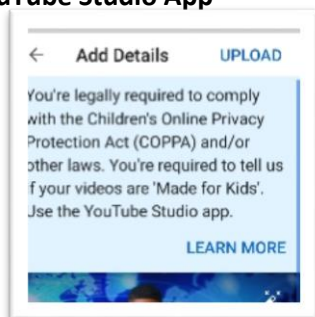 ← Add Details UPLOAD
You're legally required to comply
with the Children's Online Privacy
Protection Act (COPPA) and/or
other laws. You're required to tell us
if your videos are 'Made for Kids'.
Use the YouTube Studio app.
LEARN MORE